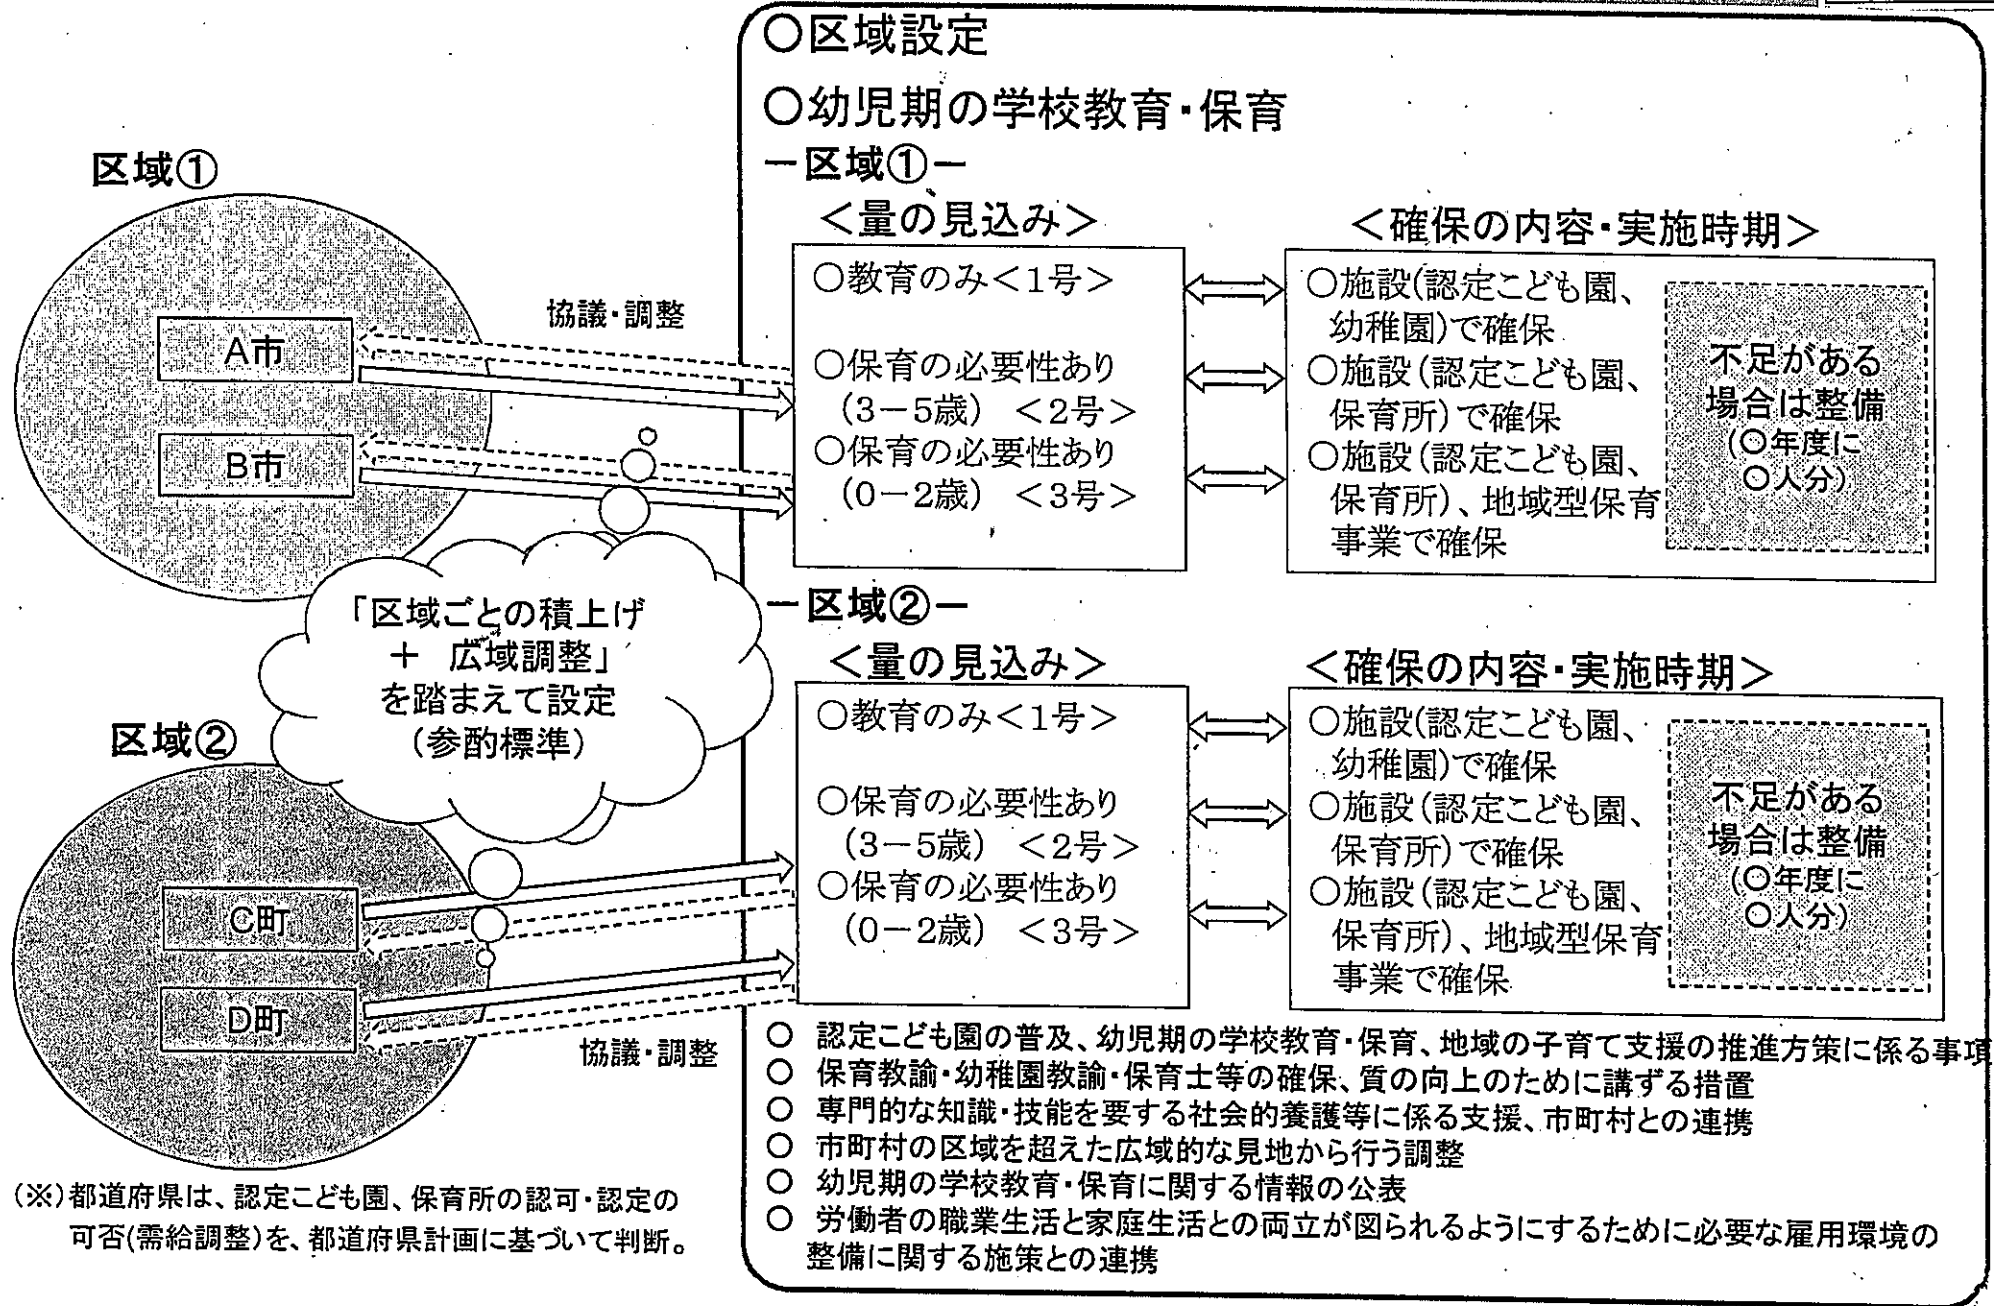 区域①
A市
B市
協議・調整
「区域ごとの積上げ
＋ 広域調整」
を踏まえて設定
（参酌標準）
区域②
C町
D町
協議・調整
(※)都道府県は、認定こども園、保育所の認可・認定の
可否(需給調整)を、都道府県計画に基づいて判断。
○区域設定
○幼児期の学校教育・保育
－区域①－
＜量の見込み＞
○教育のみ＜1号＞
○保育の必要性あり
（3－5歳） ＜2号＞
○保育の必要性あり
（0－2歳） ＜3号＞
＜確保の内容・実施時期＞
○施設(認定こども園、
幼稚園)で確保
○施設(認定こども園、
保育所)で確保
○施設(認定こども園、
保育所)、地域型保育
事業で確保
不足がある
場合は整備
(○年度に
○人分)
－区域②－
＜量の見込み＞
○教育のみ＜1号＞
○保育の必要性あり
（3－5歳） ＜2号＞
○保育の必要性あり
（0－2歳） ＜3号＞
＜確保の内容・実施時期＞
○施設(認定こども園、
幼稚園)で確保
○施設(認定こども園、
保育所)で確保
○施設(認定こども園、
保育所)、地域型保育
事業で確保
不足がある
場合は整備
(○年度に
○人分)
○ 認定こども園の普及、幼児期の学校教育・保育、地域の子育て支援の推進方策に係る事項
○ 保育教諭・幼稚園教諭・保育士等の確保、質の向上のために講ずる措置
○ 専門的な知識・技能を要する社会的養護等に係る支援、市町村との連携
○ 市町村の区域を超えた広域的な見地から行う調整
○ 幼児期の学校教育・保育に関する情報の公表
○ 労働者の職業生活と家庭生活との両立が図られるようにするために必要な雇用環境の
整備に関する施策との連携